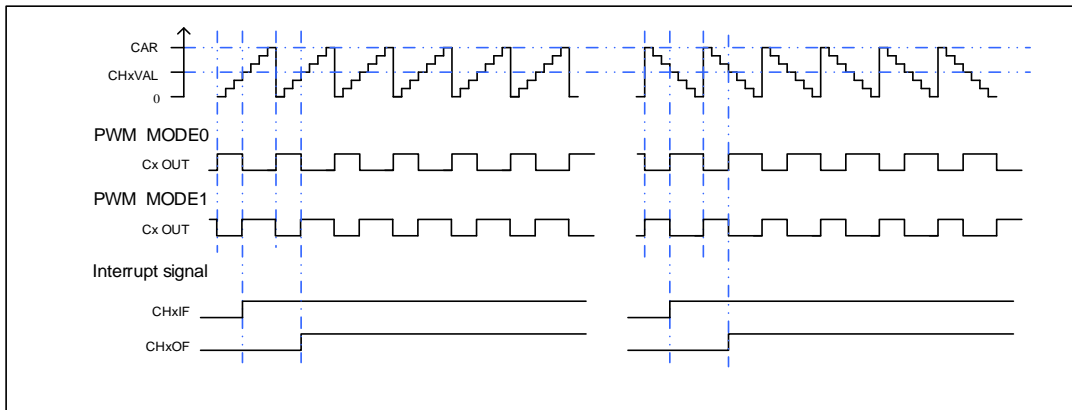 CAR
CHxVAL
0
PWM MODE0
Cx OUT
PWM MODE1
Cx OUT
Interrupt signal
CHxIF
CHxOF